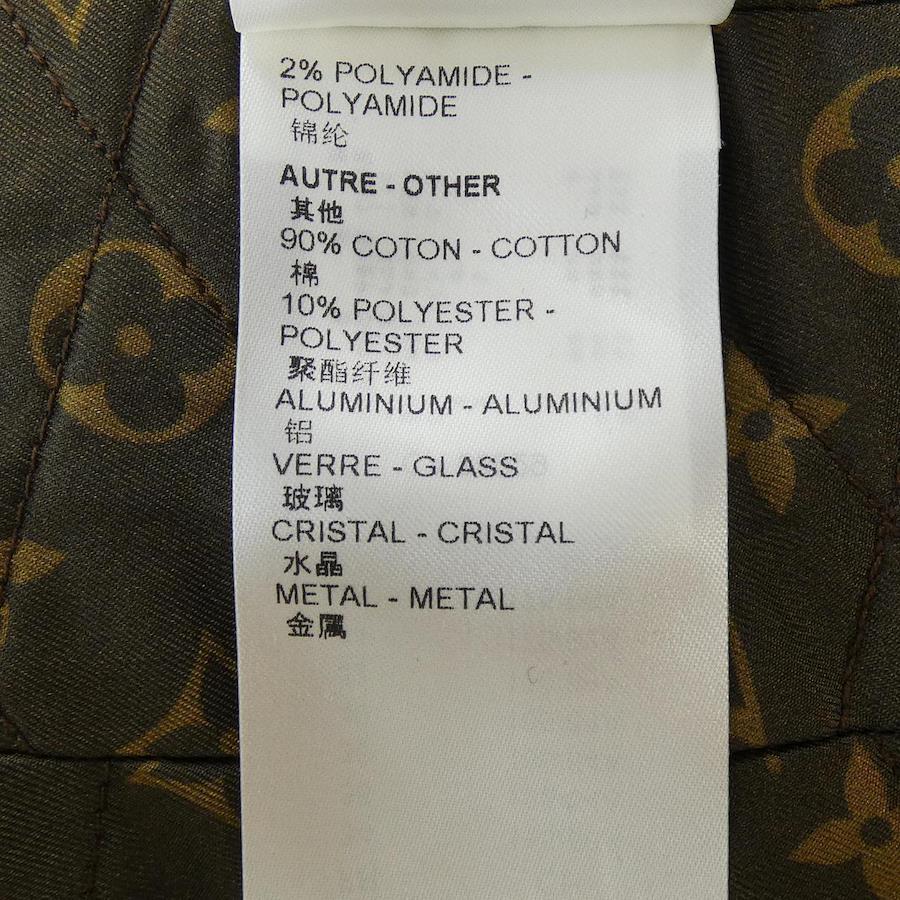 2% POLYAMIDE -
POLYAMIDE
锦纶
AUTRE - OTHER
其他
90% COTON - COTTON
棉
10% POLYESTER -
POLYESTER
聚酯纤维
ALUMINIUM - ALUMINIUM
铝
VERRE - GLASS
玻璃
CRISTAL - CRISTAL
水晶
METAL - METAL
金属